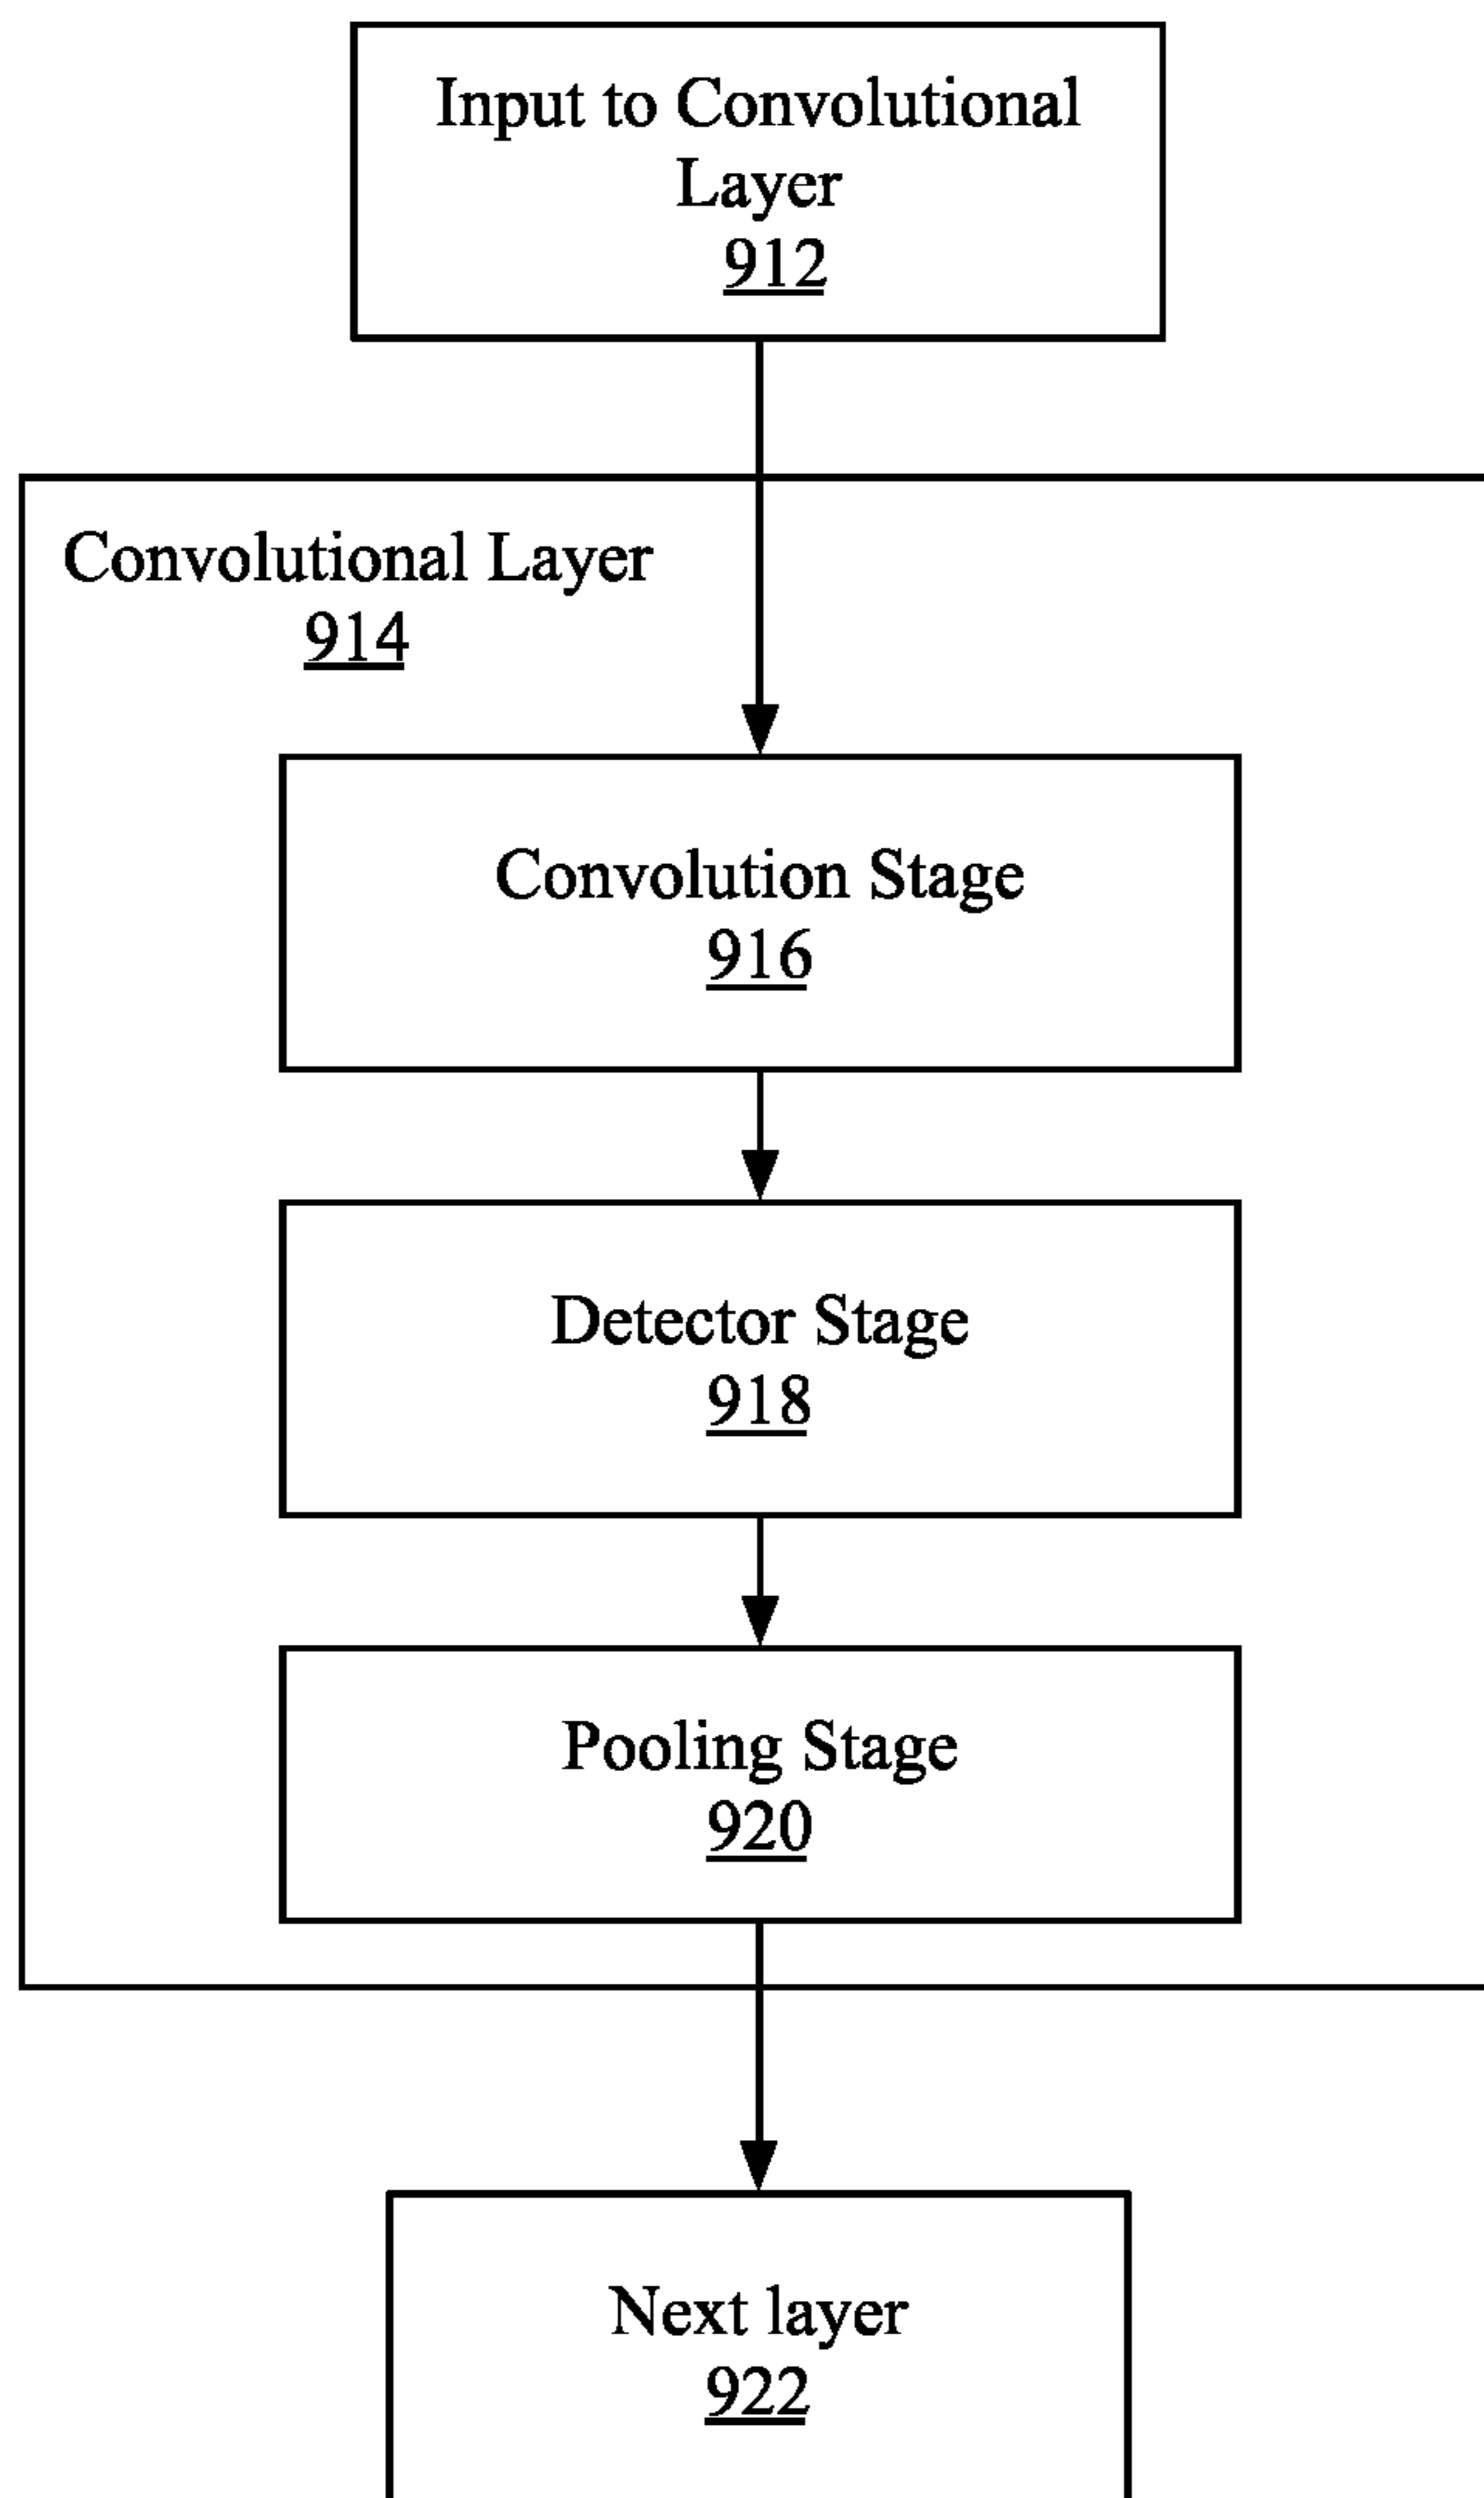 Input to Convolutional
Layer
912
Convolutional Layer
914
Convolution Stage
916
Detector Stage
918
Pooling Stage
920
Next layer
922